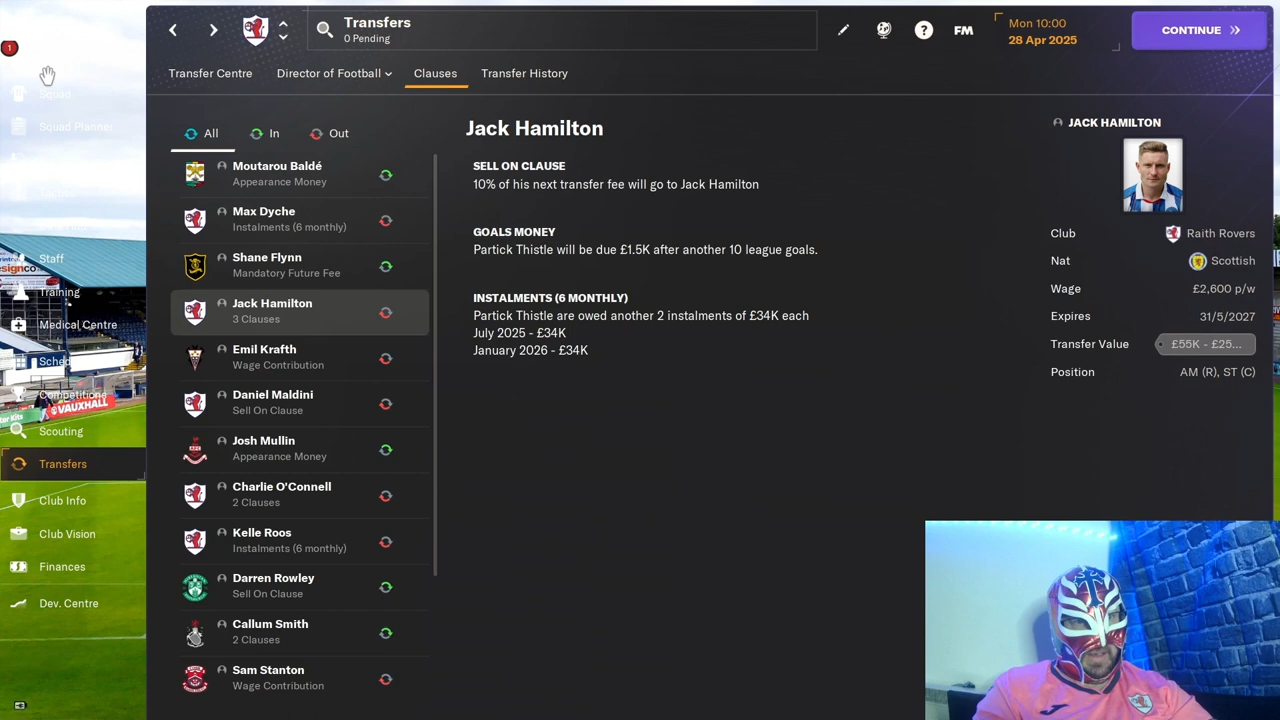 Transfers
0 Pending
FM
Mon 10:00
28 Apr 2025
CONTINUE
1
Transfer Centre
Director of Football
Clauses
Transfer History
Squad
Squad Planner
Staff
Training
Medical Centre
Sched
Competitions
VAUXHALL
Scouting
Transfers
Club Info
Club Vision
Finances
Dev. Centre
All
In
Out
Moutarou Baldé
Appearance Money
Max Dyche
Instalments (6 monthly)
Shane Flynn
Mandatory Future Fee
Jack Hamilton
3 Clauses
Emil Krafth
Wage Contribution
Daniel Maldini
Sell On Clause
Josh Mullin
Appearance Money
Charlie O'Connell
2 Clauses
Kelle Roos
Instalments (6 monthly)
Darren Rowley
Sell On Clause
Callum Smith
2 Clauses
Sam Stanton
Wage Contribution
Jack Hamilton
SELL ON CLAUSE
10% of his next transfer fee will go to Jack Hamilton
GOALS MONEY
Partick Thistle will be due £1.5K after another 10 league goals.
INSTALMENTS (6 MONTHLY)
Partick Thistle are owed another 2 instalments of £34K each
July 2025 - £34K
January 2026 - £34K
JACK HAMILTON
Club Raith Rovers
Nat Scottish
Wage £2,600 p/w
Expires 31/5/2027
Transfer Value £55K - £25...
Position AM (R), ST (C)